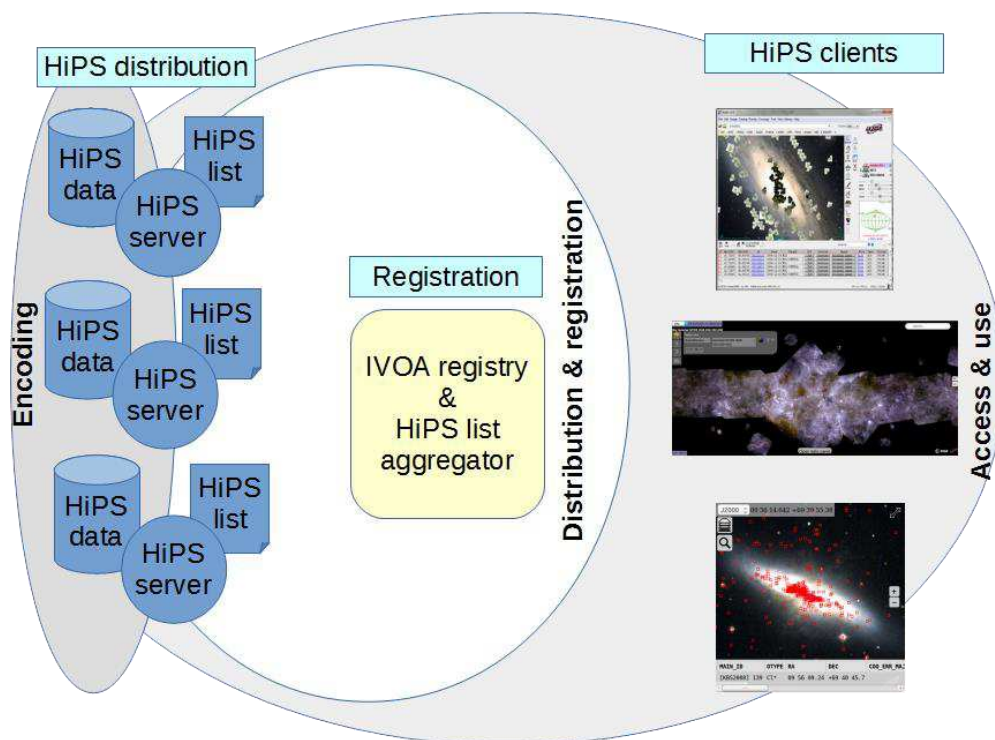 HiPS distribution
HiPS clients
HiPS
data
HiPS
list
HiPS
server
HiPS
data
HiPS
list
HiPS
server
HiPS
data
HiPS
list
HiPS
server
Encoding
Registration
IVOA registry
&
HiPS list
aggregator
Distribution & registration
Access & use
J2000
MAIN_ID OTYPE RA DEC COO_ERR_MAJ